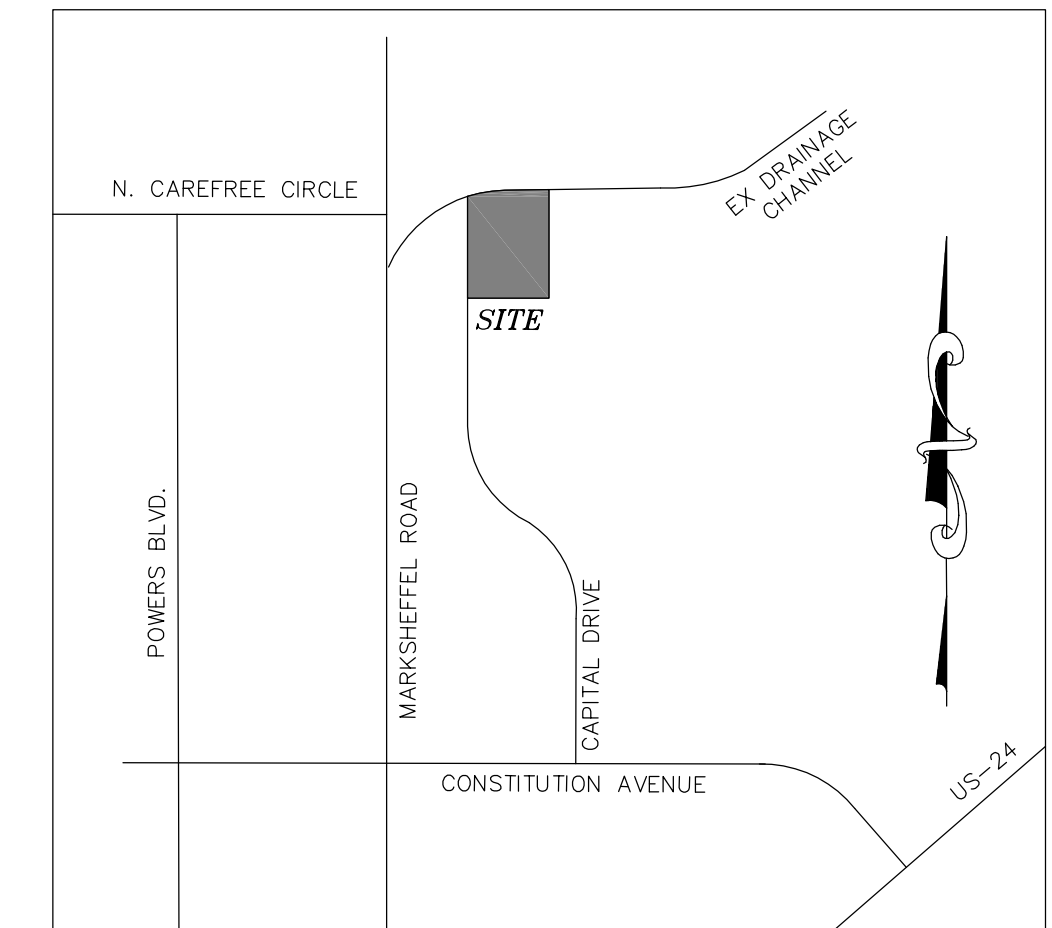 EX DRAINAGE
CHANNEL
N. CAREFREE CIRCLE
SITE
POWERS BLVD.
MARKSHEFFEL ROAD
CAPITAL DRIVE
US-24
CONSTITUTION AVENUE